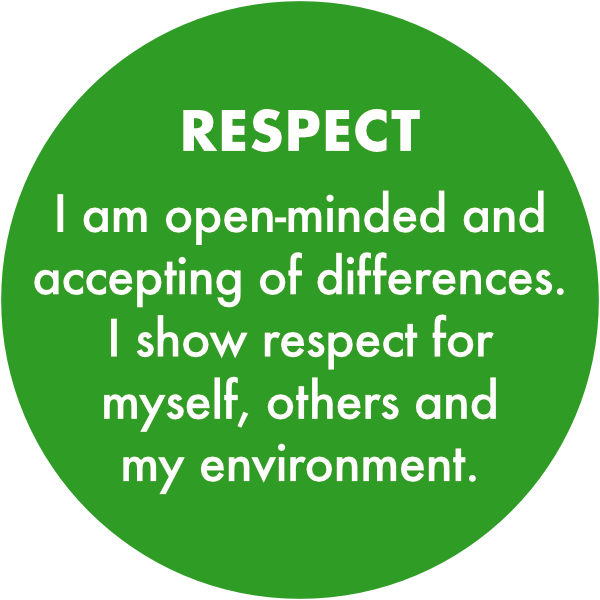 RESPECT
I am open-minded and
accepting of differences.
I show respect for
myself, others and
my environment.